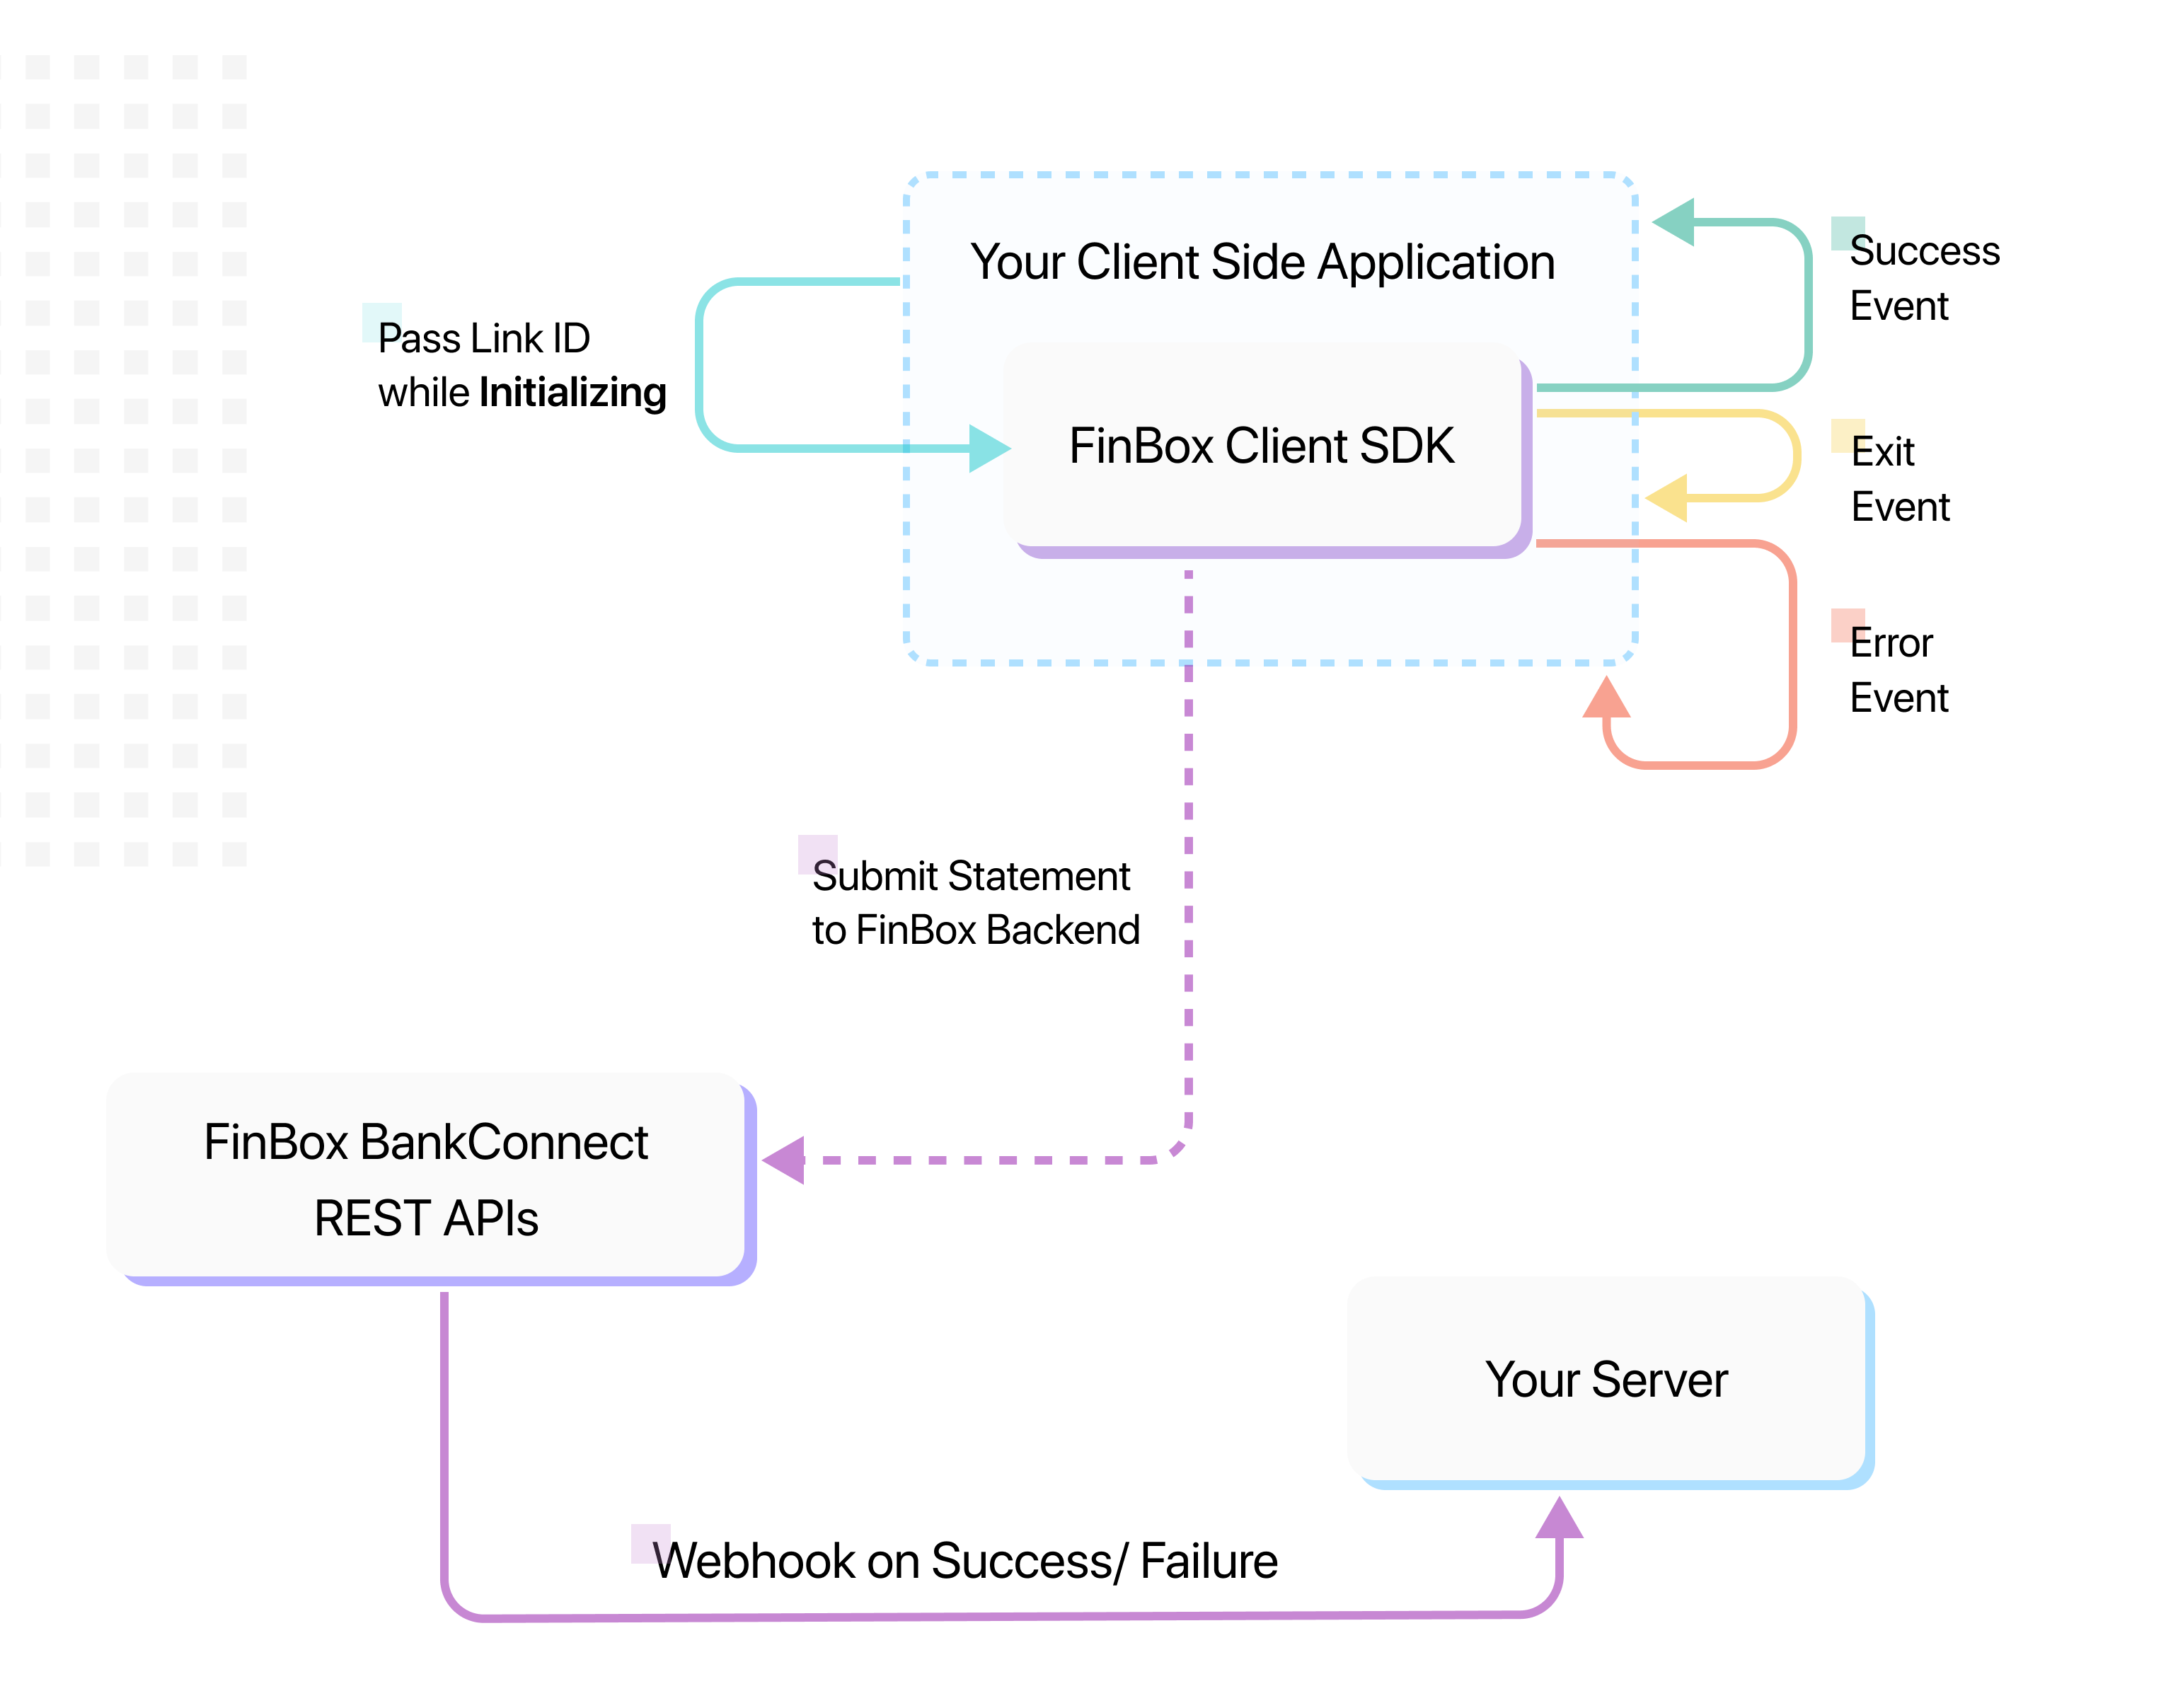 Your Client Side Application
Pass Link ID
while Initializing
FinBox Client SDK
Success
Event
Exit
Event
Error
Event
Submit Statement
to FinBox Backend
FinBox BankConnect
REST APIs
Your Server
Webhook on Success/ Failure